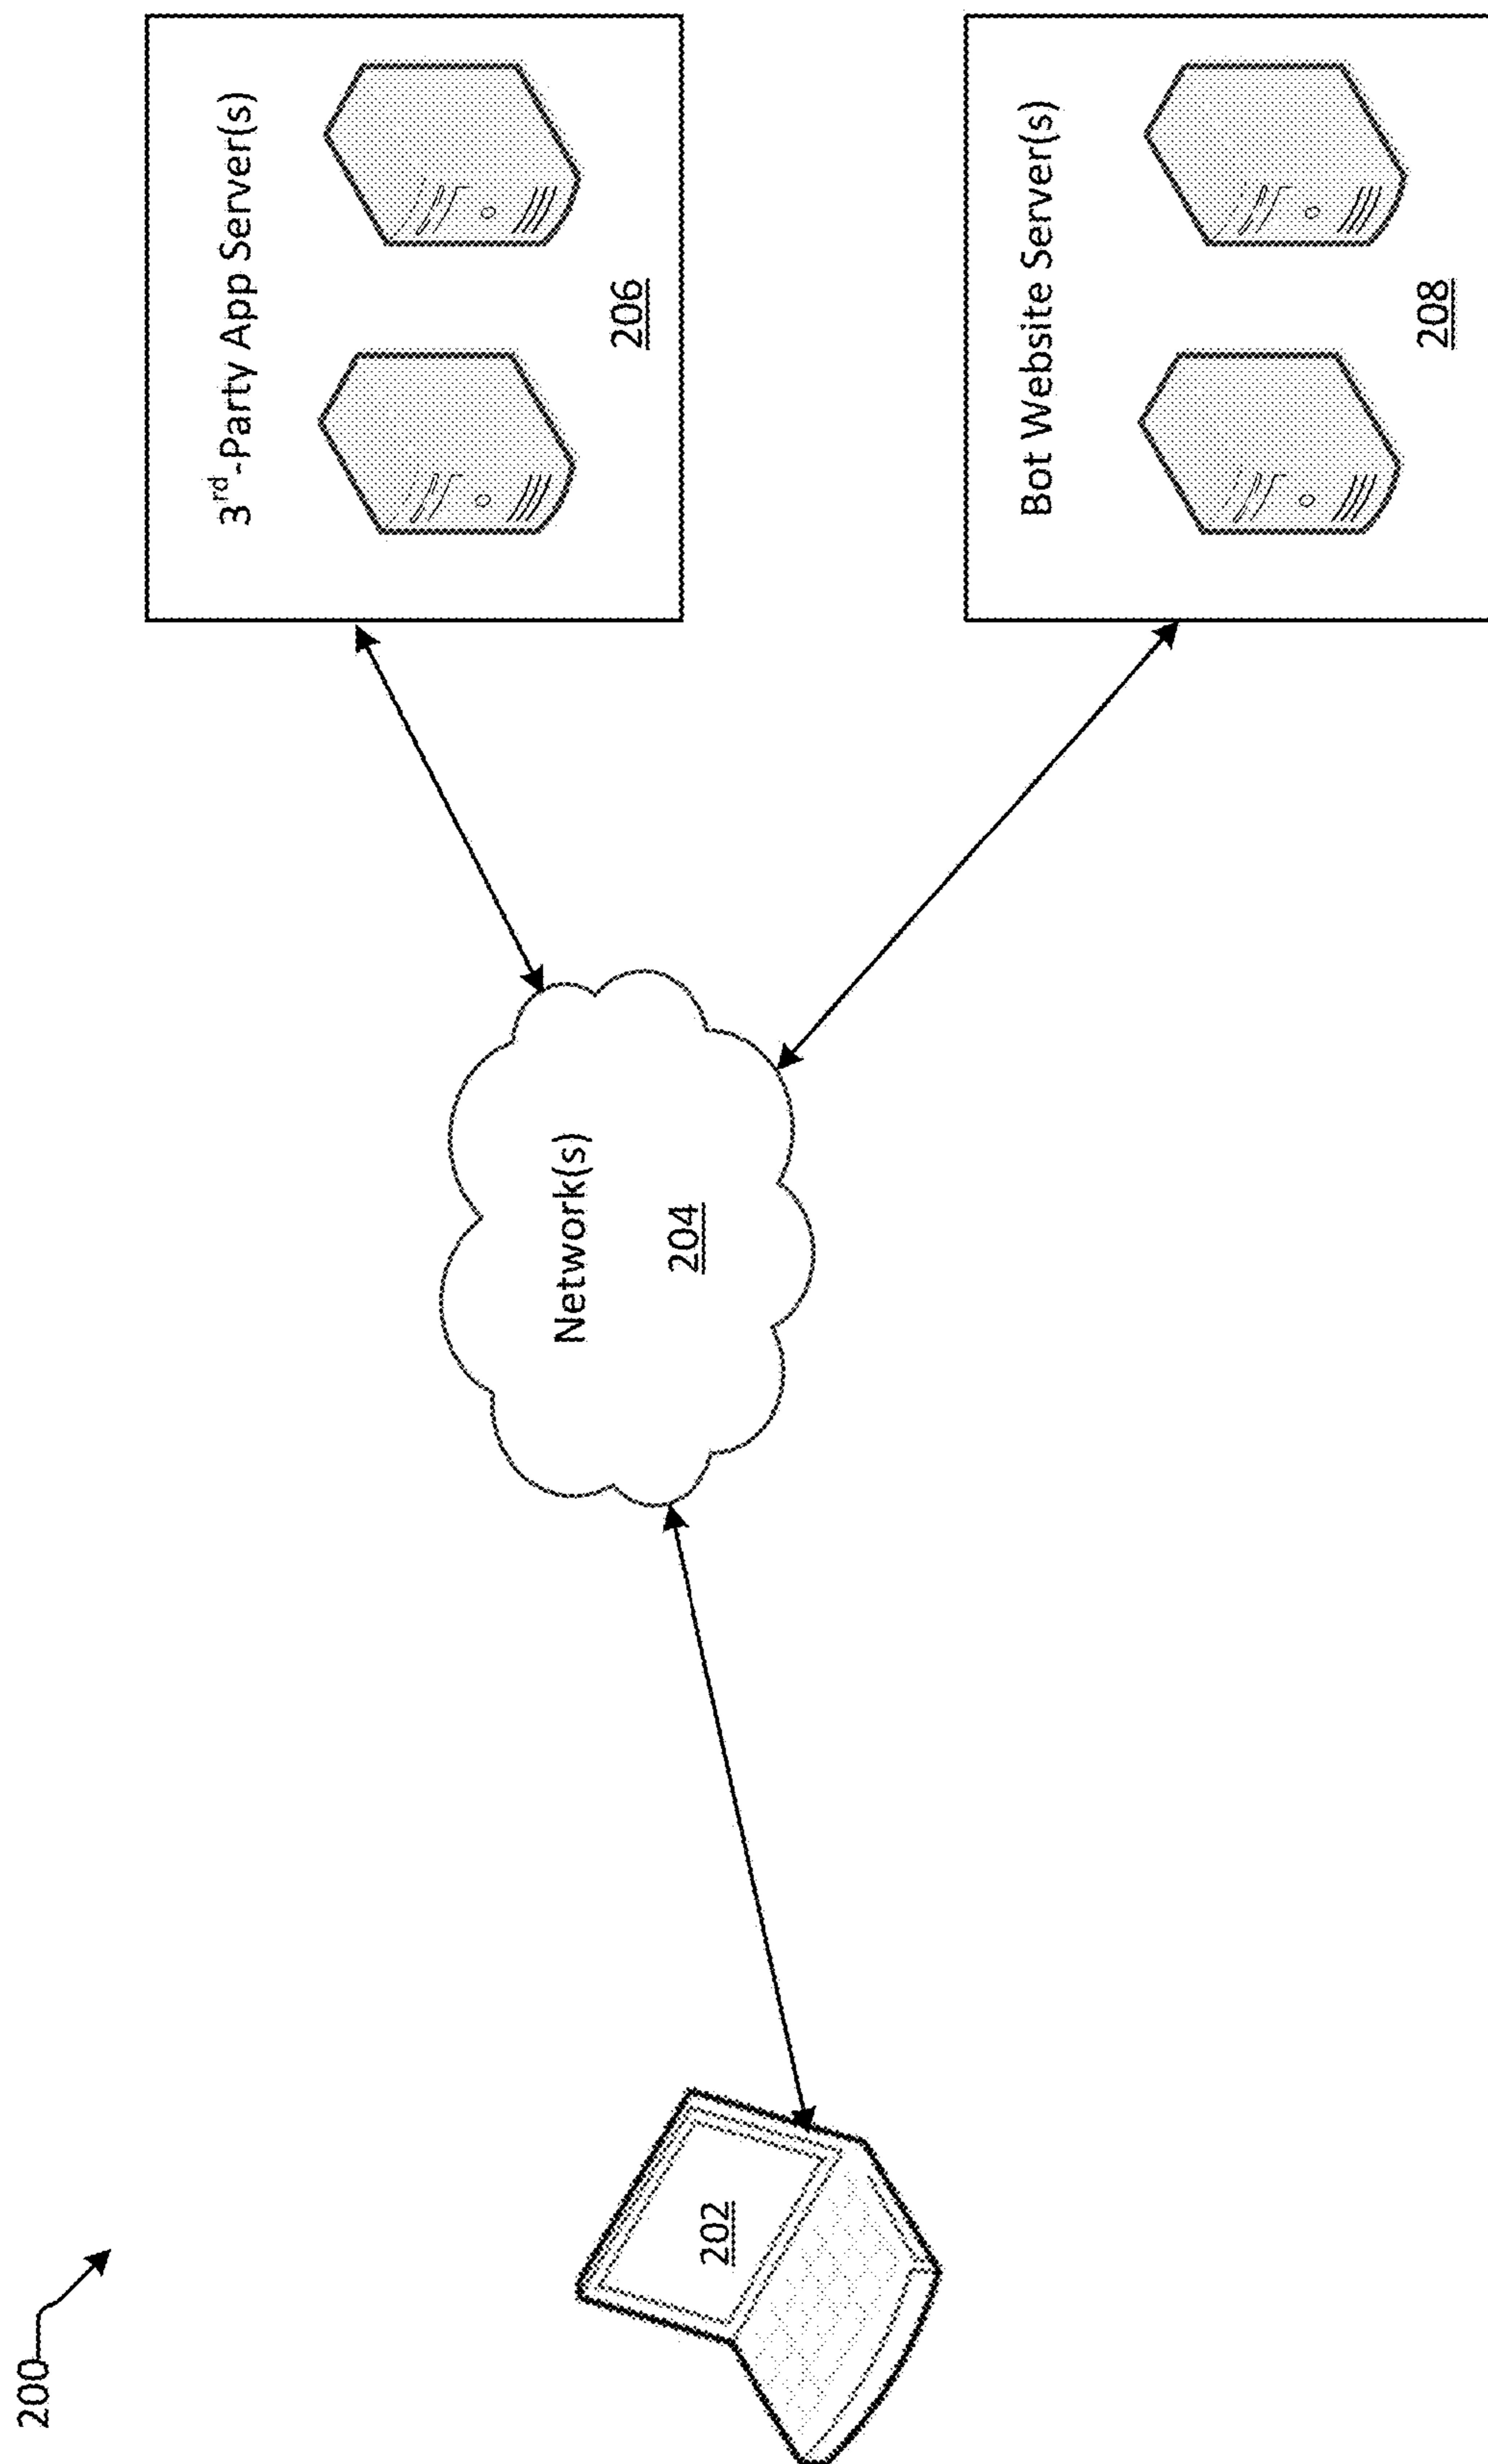 200
202
Network(s)
204
3rd-Party App Server(s)
206
Bot Website Server(s)
208